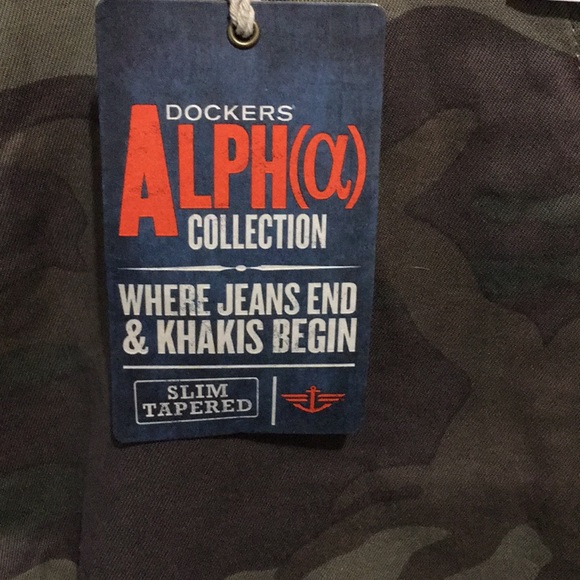 DOCKERS®
ALPH(α)
COLLECTION
WHERE JEANS END
& KHAKIS BEGIN
SLIM
TAPERED